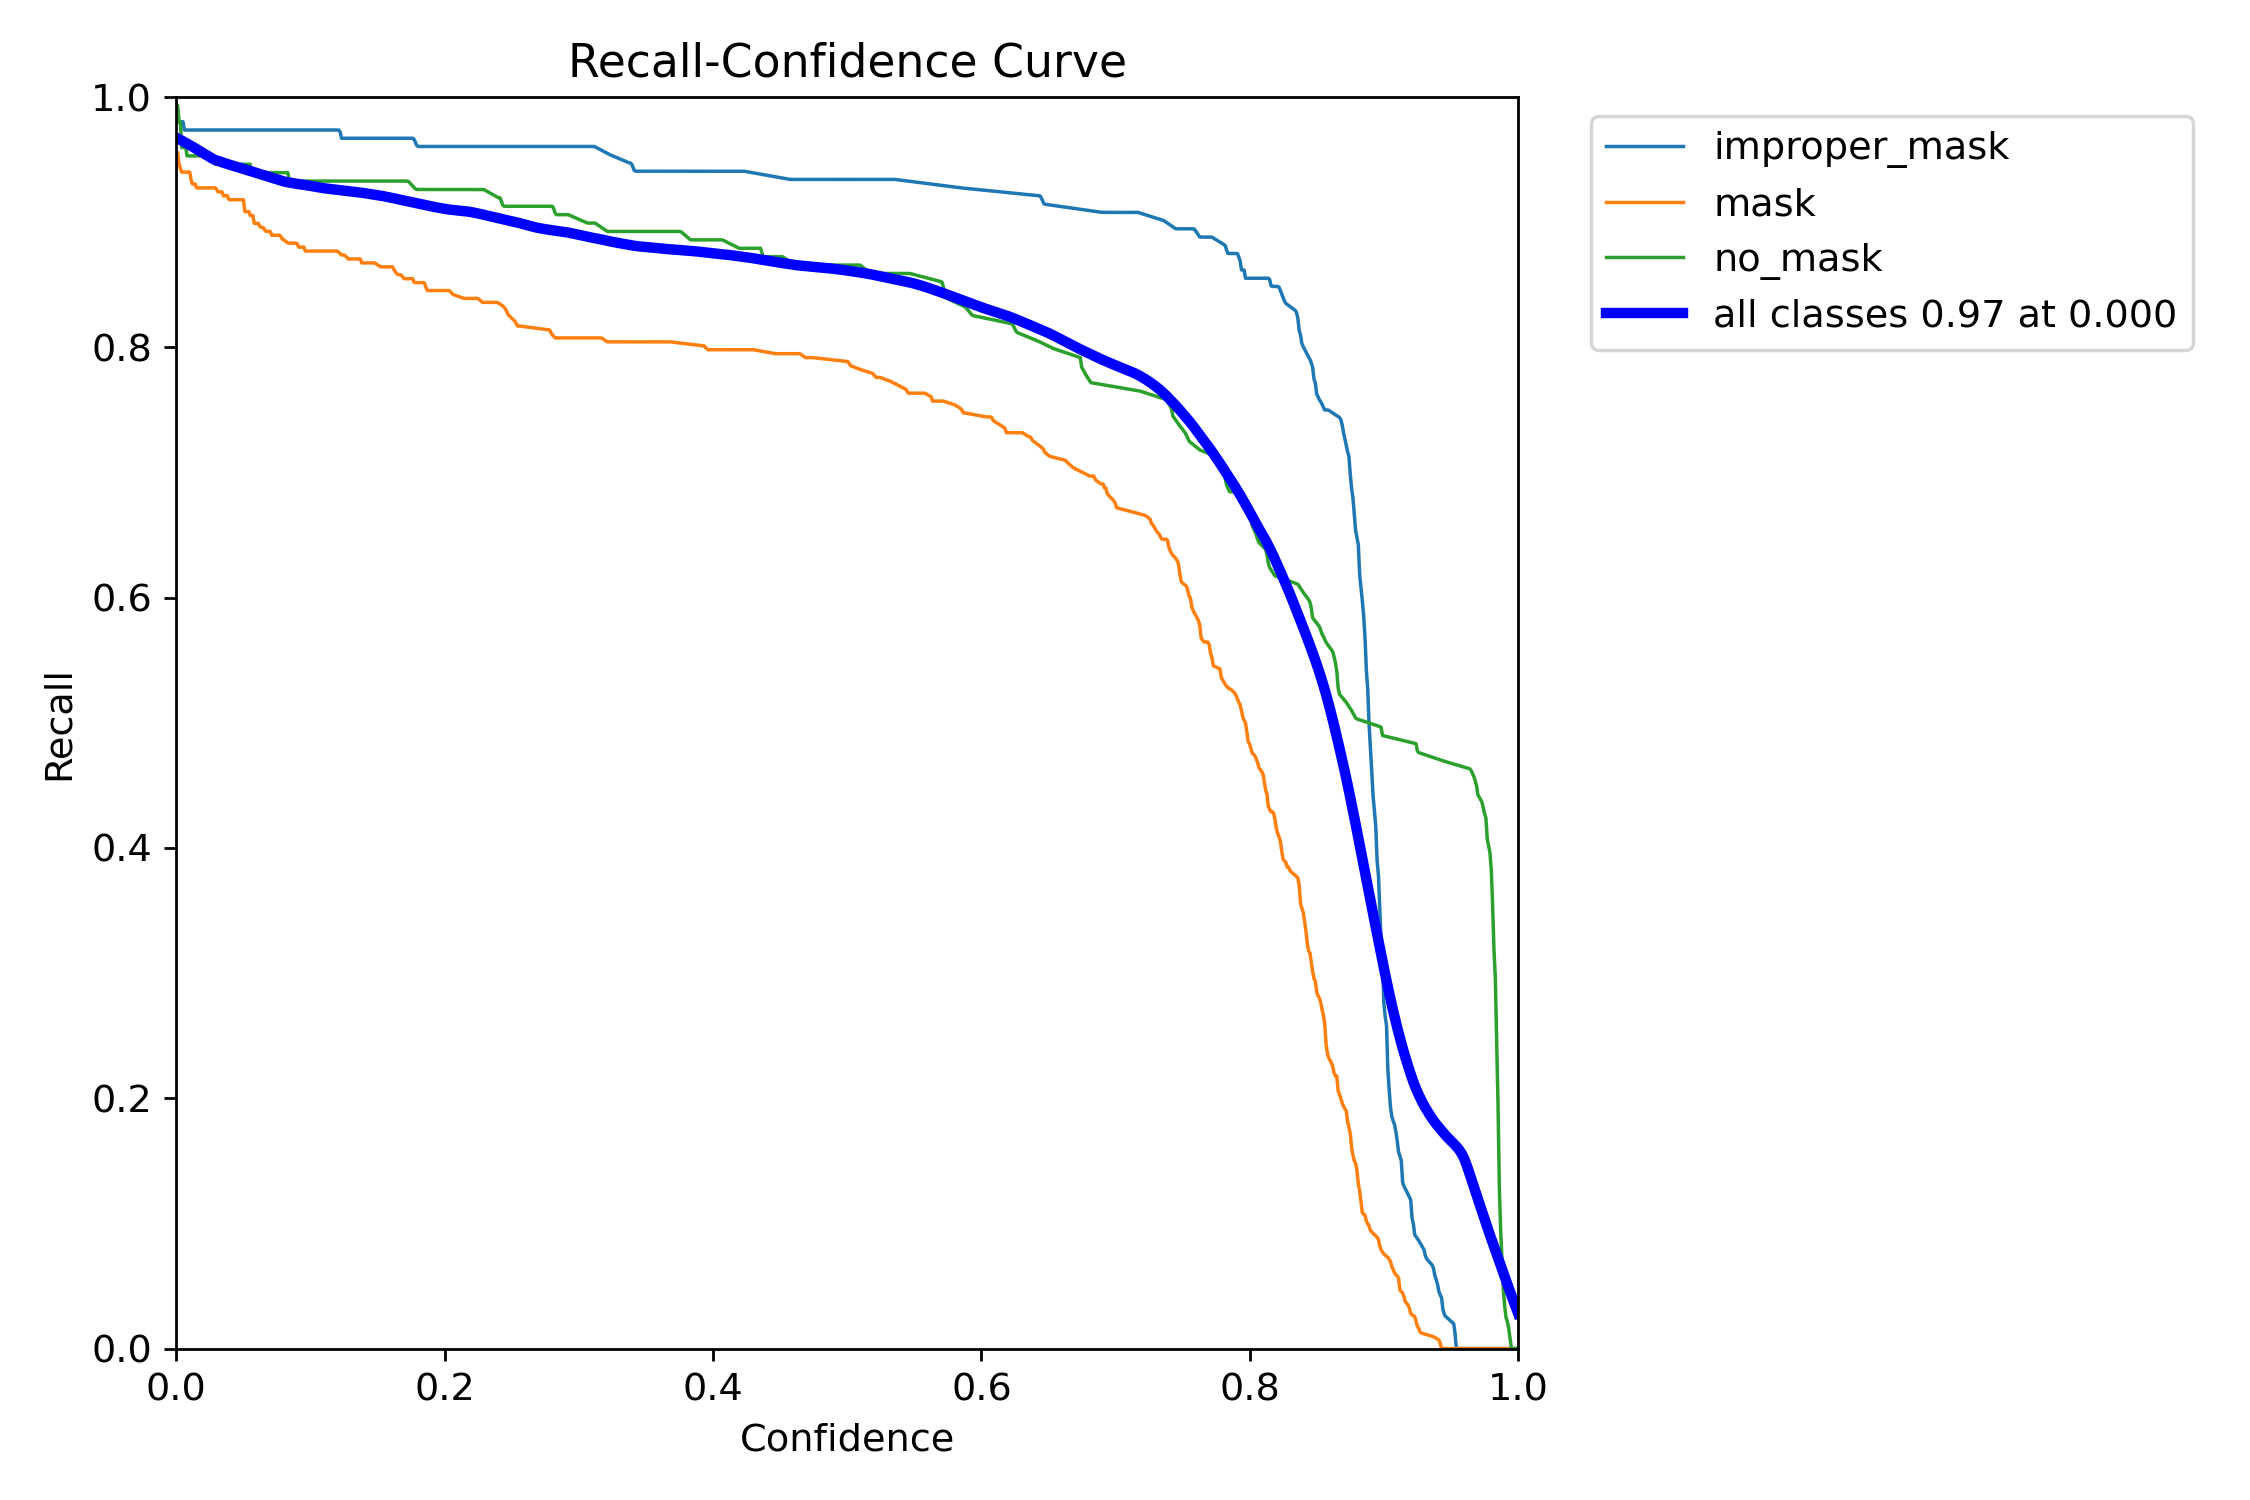 Recall-Confidence Curve
1.0
0.8
0.6
0.4
0.2
0.0
Recall
0.0 0.2 0.4 0.6 0.8 1.0
Confidence
improper_mask
mask
no_mask
all classes 0.97 at 0.000